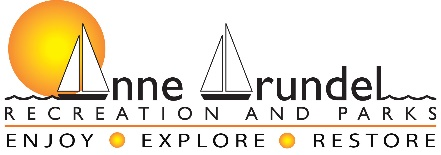 Anne Arundel
RECREATION AND PARKS
ENJOY EXPLORE RESTORE